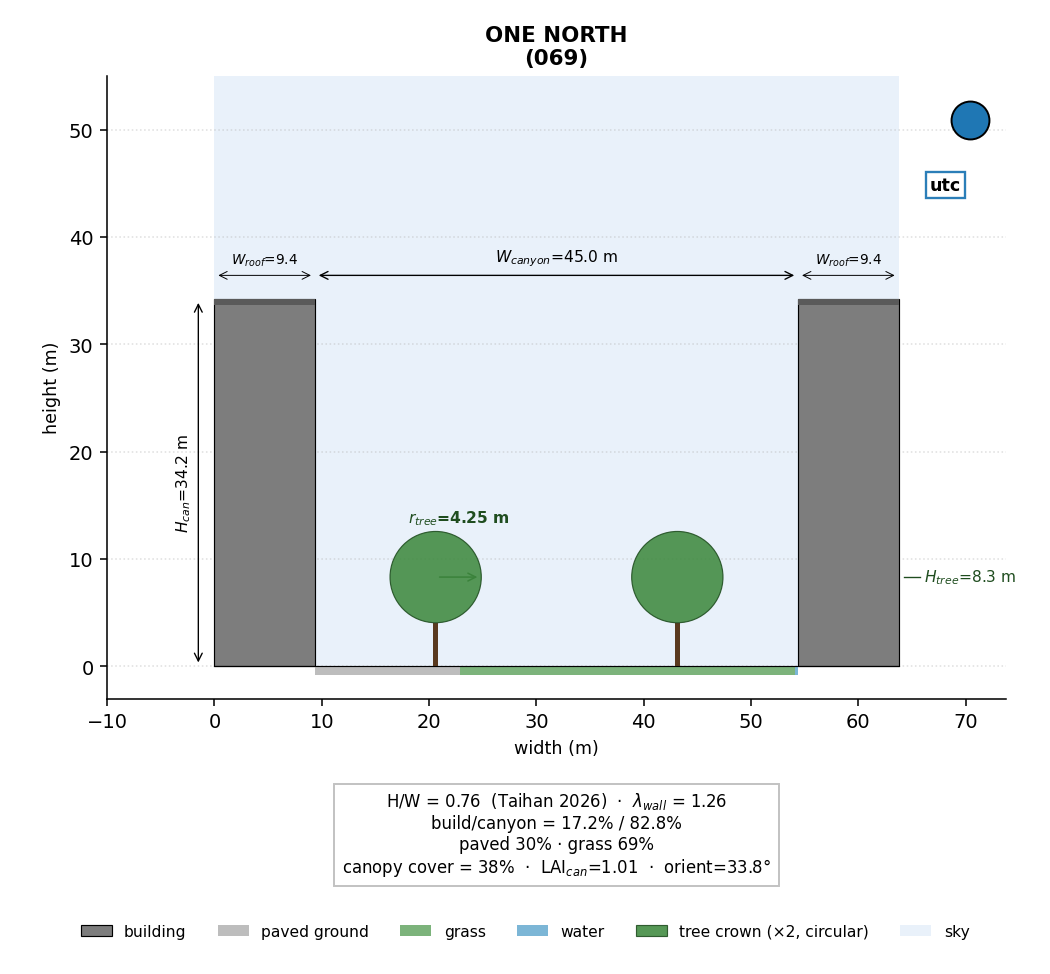 ONE NORTH
(069)
50
40
30
20
10
0
height (m)
utc
W_roof=9.4
W_canyon=45.0 m
W_roof=9.4
H_can=34.2 m
r_tree=4.25 m
H_tree=8.3 m
−10 0 10 20 30 40 50 60 70
width (m)
H/W = 0.76 (Taihan 2026) · λ_wall = 1.26
build/canyon = 17.2% / 82.8%
paved 30% · grass 69%
canopy cover = 38% · LAI_can=1.01 · orient=33.8°
building paved ground grass water tree crown (×2, circular) sky